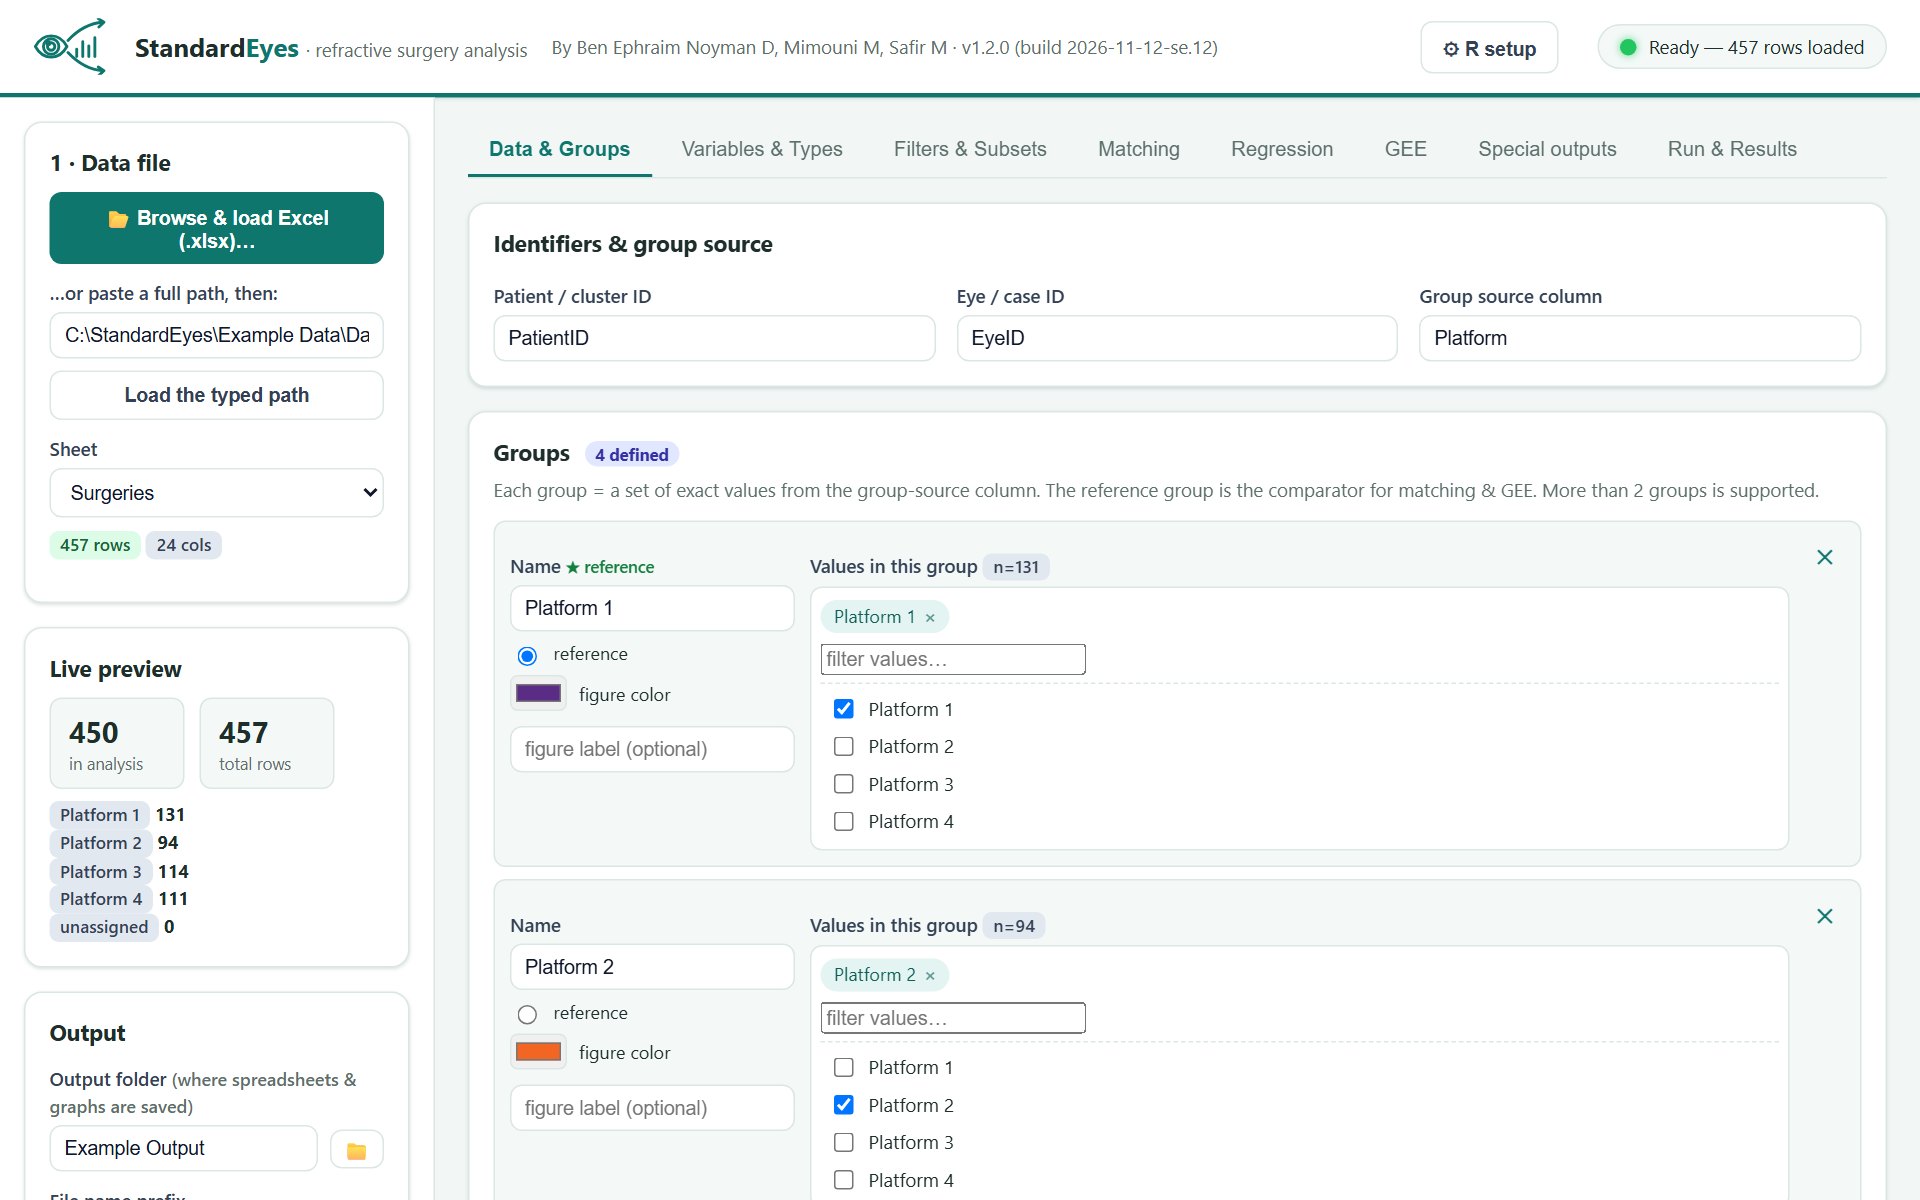 StandardEyes · refractive surgery analysis
By Ben Ephraim Noyman D, Mimouni M, Safir M · v1.2.0 (build 2026-11-12-se.12)
⚙ R setup
Ready — 457 rows loaded
1 · Data file
Browse & load Excel
(.xlsx)…
…or paste a full path, then:
C:\StandardEyes\Example Data\Da
Load the typed path
Sheet
Surgeries
457 rows 24 cols
Live preview
450
in analysis
457
total rows
Platform 1 131
Platform 2 94
Platform 3 114
Platform 4 111
unassigned 0
Output
Output folder (where spreadsheets &
graphs are saved)
Example Output
File name prefix
Data & Groups
Variables & Types
Filters & Subsets
Matching
Regression
GEE
Special outputs
Run & Results
Identifiers & group source
Patient / cluster ID
PatientID
Eye / case ID
EyeID
Group source column
Platform
Groups 4 defined
Each group = a set of exact values from the group-source column. The reference group is the comparator for matching & GEE. More than 2 groups is supported.
Name ★ reference
Platform 1
reference
figure color
figure label (optional)
Values in this group n=131
Platform 1 ×
filter values…
Platform 1
Platform 2
Platform 3
Platform 4
Name
Platform 2
reference
figure color
figure label (optional)
Values in this group n=94
Platform 2 ×
filter values…
Platform 1
Platform 2
Platform 3
Platform 4